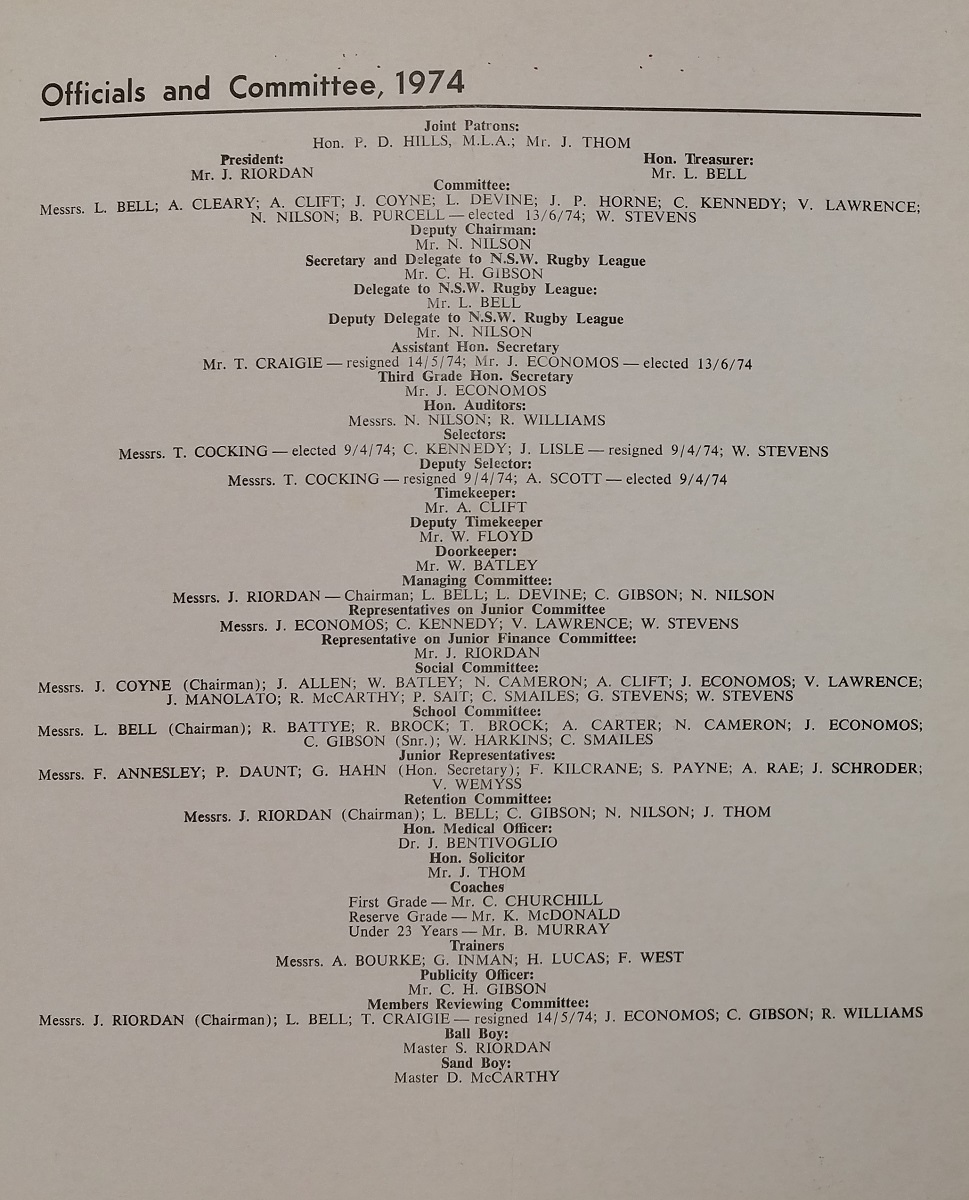 Officials and Committee, 1974
Joint Patrons:
Hon. P. D. HILLS, M.L.A.; Mr. J. THOM
President:
Mr. J. RIORDAN
Hon. Treasurer:
Mr. L. BELL
Committee:
Messrs. L. BELL; A. CLEARY; A. CLIFT; J. COYNE; L. DEVINE; J. P. HORNE; C. KENNEDY; V. LAWRENCE;
N. NILSON; B. PURCELL — elected 13/6/74; W. STEVENS
Deputy Chairman:
Mr. N. NILSON
Secretary and Delegate to N.S.W. Rugby League
Mr. C. H. GIBSON
Delegate to N.S.W. Rugby League:
Mr. L. BELL
Deputy Delegate to N.S.W. Rugby League
Mr. N. NILSON
Assistant Hon. Secretary
Mr. T. CRAIGIE — resigned 14/5/74; Mr. J. ECONOMOS — elected 13/6/74
Third Grade Hon. Secretary
Mr. J. ECONOMOS
Hon. Auditors:
Messrs. N. NILSON; R. WILLIAMS
Selectors:
Messrs. T. COCKING — elected 9/4/74; C. KENNEDY; J. LISLE — resigned 9/4/74; W. STEVENS
Deputy Selector:
Messrs. T. COCKING — resigned 9/4/74; A. SCOTT — elected 9/4/74
Timekeeper:
Mr. A. CLIFT
Deputy Timekeeper
Mr. W. FLOYD
Doorkeeper:
Mr. W. BATLEY
Managing Committee:
Messrs. J. RIORDAN — Chairman; L. BELL; L. DEVINE; C. GIBSON; N. NILSON
Representatives on Junior Committee
Messrs. J. ECONOMOS; C. KENNEDY; V. LAWRENCE; W. STEVENS
Representative on Junior Finance Committee:
Mr. J. RIORDAN
Social Committee:
Messrs. J. COYNE (Chairman); J. ALLEN; W. BATLEY; N. CAMERON; A. CLIFT; J. ECONOMOS; V. LAWRENCE;
J. MANOLATO; R. McCARTHY; P. SAIT; C. SMAILES; G. STEVENS; W. STEVENS
School Committee:
Messrs. L. BELL (Chairman); R. BATTYE; R. BROCK; T. BROCK; A. CARTER; N. CAMERON; J. ECONOMOS;
C. GIBSON (Snr.); W. HARKINS; C. SMAILES
Junior Representatives:
Messrs. F. ANNESLEY; P. DAUNT; G. HAHN (Hon. Secretary); F. KILCRANE; S. PAYNE; A. RAE; J. SCHRODER;
V. WEMYSS
Retention Committee:
Messrs. J. RIORDAN (Chairman); L. BELL; C. GIBSON; N. NILSON; J. THOM
Hon. Medical Officer:
Dr. J. BENTIVOGLIO
Hon. Solicitor
Mr. J. THOM
Coaches
First Grade — Mr. C. CHURCHILL
Reserve Grade — Mr. K. McDONALD
Under 23 Years — Mr. B. MURRAY
Trainers
Messrs. A. BOURKE; G. INMAN; H. LUCAS; F. WEST
Publicity Officer:
Mr. C. H. GIBSON
Members Reviewing Committee:
Messrs. J. RIORDAN (Chairman); L. BELL; T. CRAIGIE — resigned 14/5/74; J. ECONOMOS; C. GIBSON; R. WILLIAMS
Ball Boy:
Master S. RIORDAN
Sand Boy:
Master D. McCARTHY